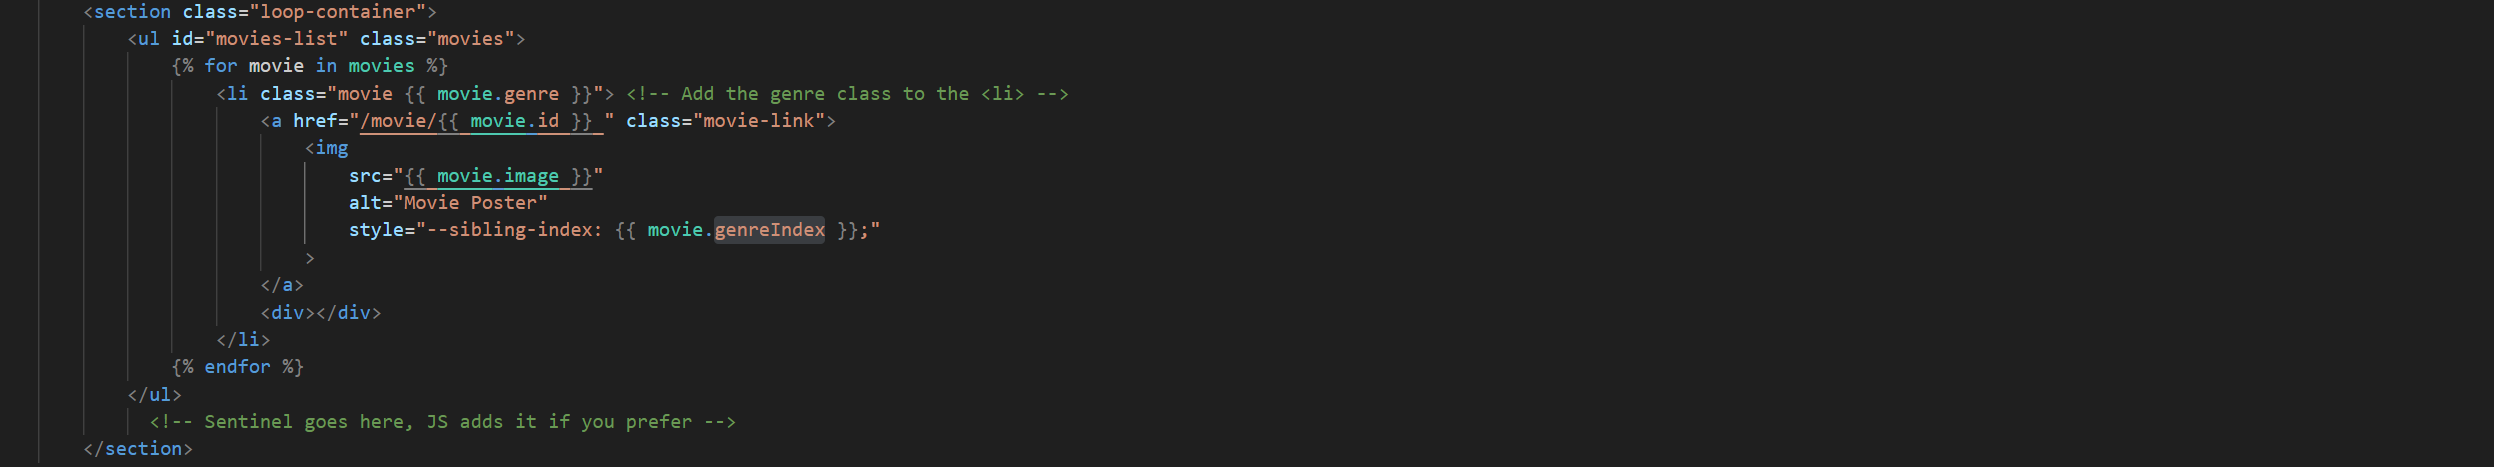 <section class="loop-container">
<ul id="movies-list" class="movies">
{% for movie in movies %}
<li class="movie {{ movie.genre }}"> <!-- Add the genre class to the <li> -->
<a href="/movie/{{ movie.id }} " class="movie-link">
<img
src="{{ movie.image }}"
alt="Movie Poster"
style="--sibling-index: {{ movie.genreIndex }};"
>
</a>
<div></div>
</li>
{% endfor %}
</ul>
<!-- Sentinel goes here, JS adds it if you prefer -->
</section>